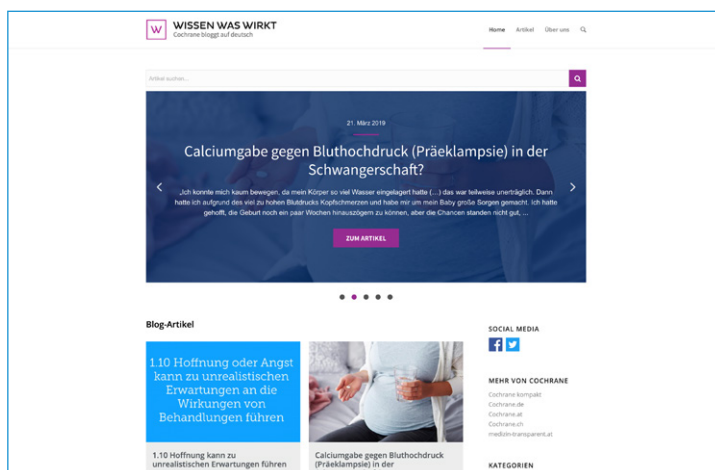 W
WISSEN WAS WIRKT
Cochrane bloggt auf deutsch
Home Artikel Über uns
Artikel suchen...
21. März 2019
Calciumgabe gegen Bluthochdruck (Präeklampsie) in der
Schwangerschaft?
„Ich konnte mich kaum bewegen, da mein Körper so viel Wasser eingelagert hatte (…) das war teilweise unerträglich. Dann
hatte ich aufgrund des viel zu hohen Blutdrucks Kopfschmerzen und habe mir um mein Baby große Sorgen gemacht. Ich hatte
gehofft, die Geburt noch ein paar Wochen hinauszögern zu können, aber die Chancen standen nicht gut, ...
ZUM ARTIKEL
Blog-Artikel
1.10 Hoffnung oder Angst
kann zu unrealistischen
Erwartungen an die
Wirkungen von
Behandlungen führen
1.10 Hoffnung kann zu
unrealistischen Erwartungen führen
Calciumgabe gegen Bluthochdruck
(Präeklampsie) in der
SOCIAL MEDIA
MEHR VON COCHRANE
Cochrane kompakt
Cochrane.de
Cochrane.at
Cochrane.ch
medizin-transparent.at
KATEGORIEN